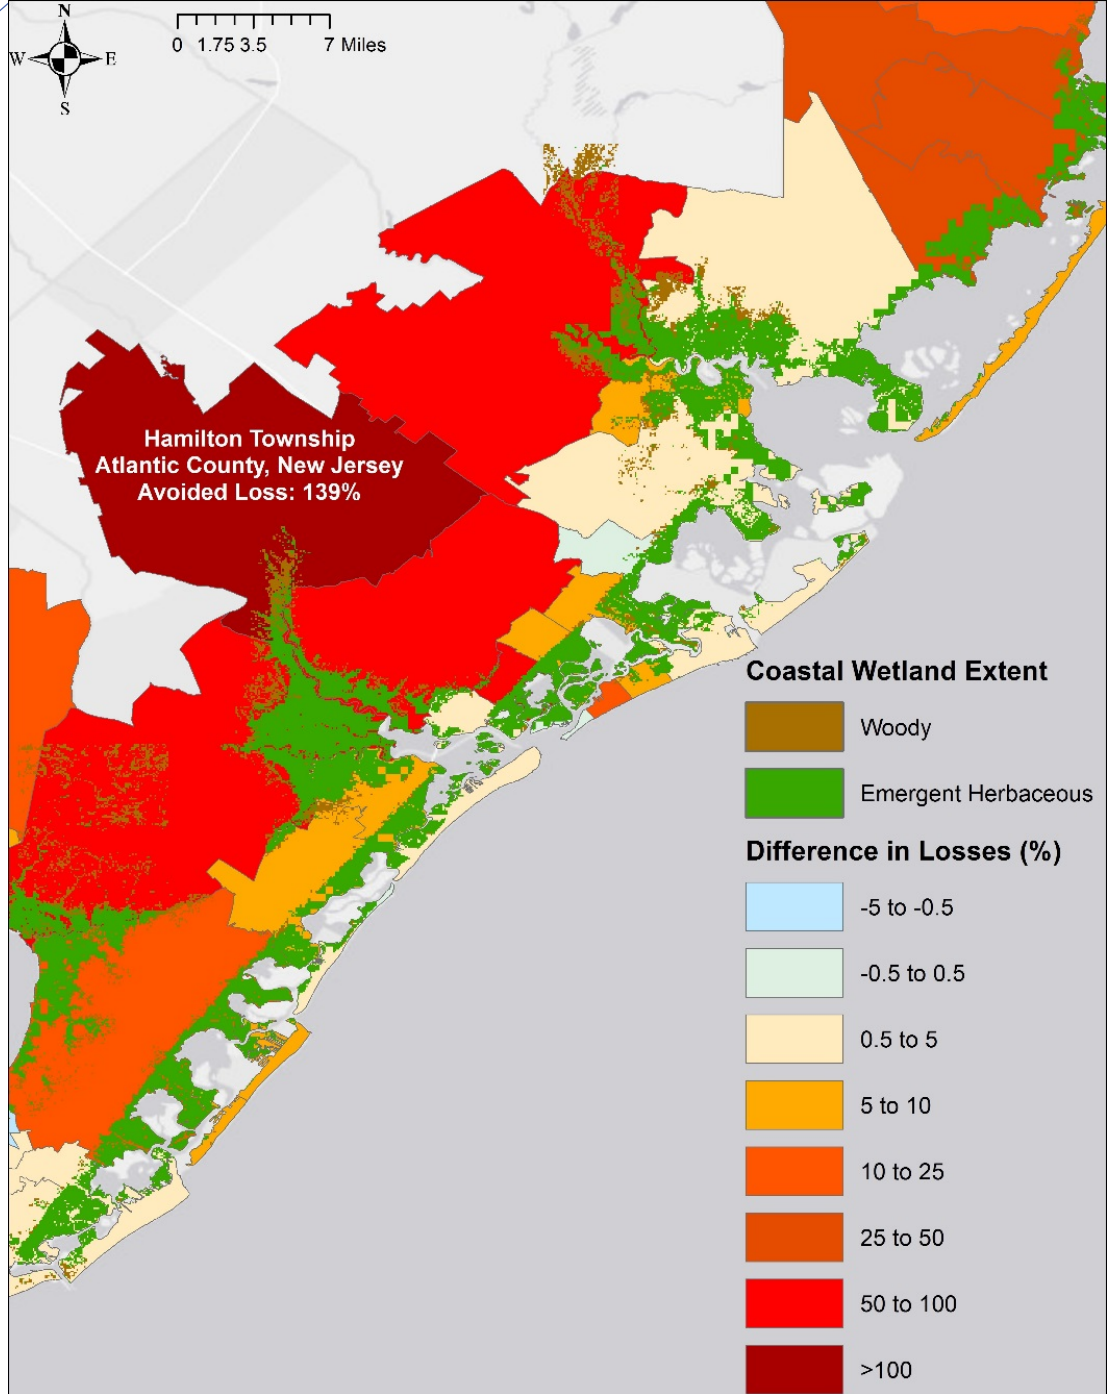 N
W E
S
0 1.75 3.5 7 Miles
Hamilton Township
Atlantic County, New Jersey
Avoided Loss: 139%
Coastal Wetland Extent
Woody
Emergent Herbaceous
Difference in Losses (%)
-5 to -0.5
-0.5 to 0.5
0.5 to 5
5 to 10
10 to 25
25 to 50
50 to 100
>100